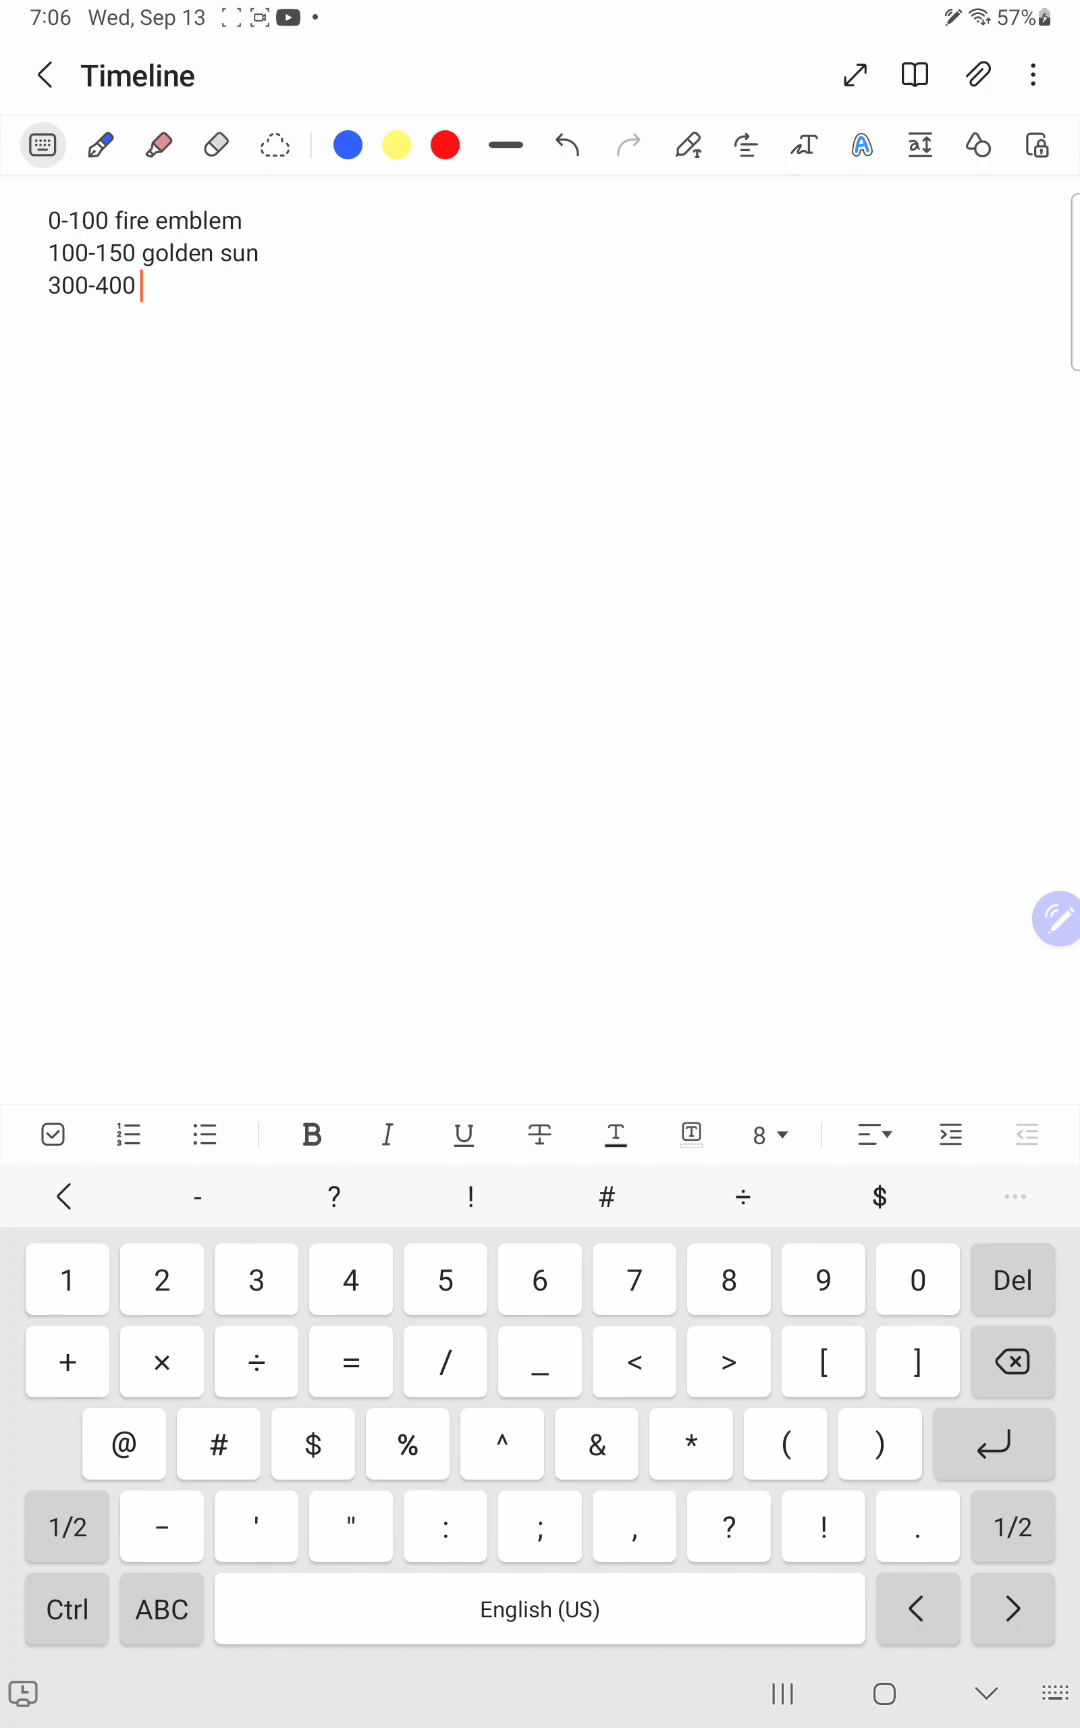 7:06 Wed, Sep 13 57%
Timeline
0-100 fire emblem
100-150 golden sun
300-400
B I U T T T 8
- ? ! # ÷ $ ...
1 2 3 4 5 6 7 8 9 0 Del
+ × ÷ = / _ < > [ ]
@ # $ % ^ & * ( )
1/2 - ' " : ; , ? ! . 1/2
Ctrl ABC English (US) < >